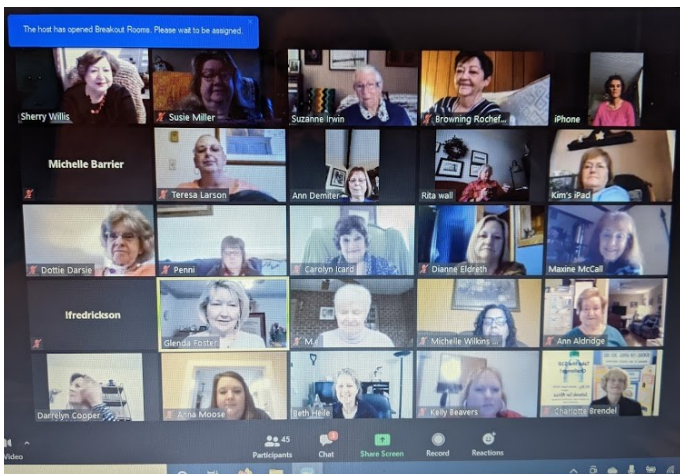 The host has opened Breakout Rooms. Please wait to be assigned.
Sherry Willis
Susie Miller
Suzanne Irwin
Browning Rochef...
iPhone
Michelle Barrier
Teresa Larson
Ann Demiter
Rita wall
Kim's iPad
Dottie Darsie
Penni
Carolyn Icard
Dianne Eldreth
Maxine McCall
lfredrickson
Glenda Foster
Michelle Wilkins
Ann Aldridge
Darrelyn Copper
Anna Moose
Beth Heile
Kelly Beavers
Charlotte Brendel
Video
Participants
45
Chat
Share Screen
Record
Reactions